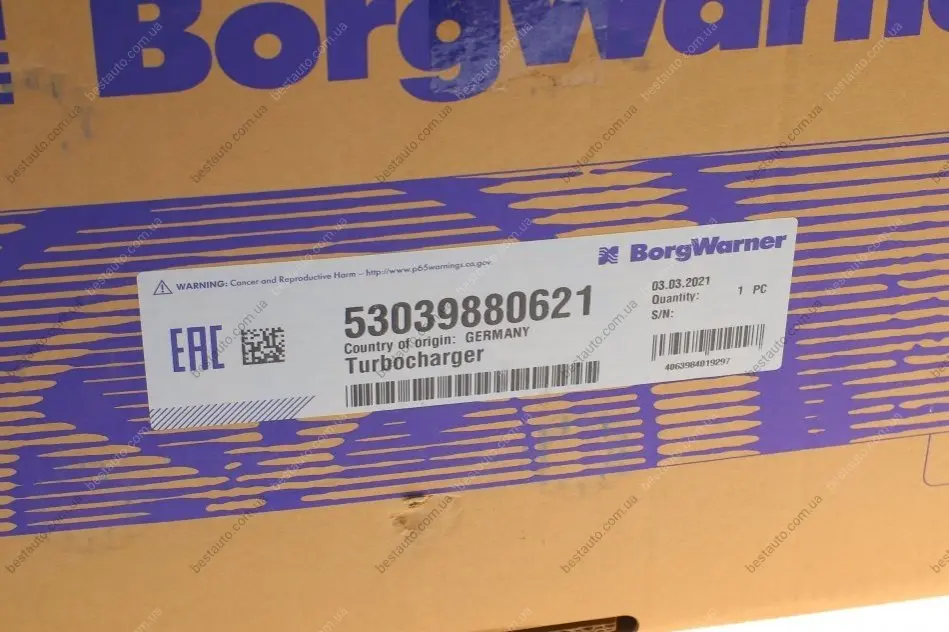 BorgWarner
WARNING: Cancer and Reproductive Harm – http://www.p65warnings.ca.gov.
BorgWarner
EAC
53039880621
Country of origin: GERMANY
Turbocharger
03.03.2021
Quantity: 1 PC
S/N:
4063984019297
bestauto.com.ua